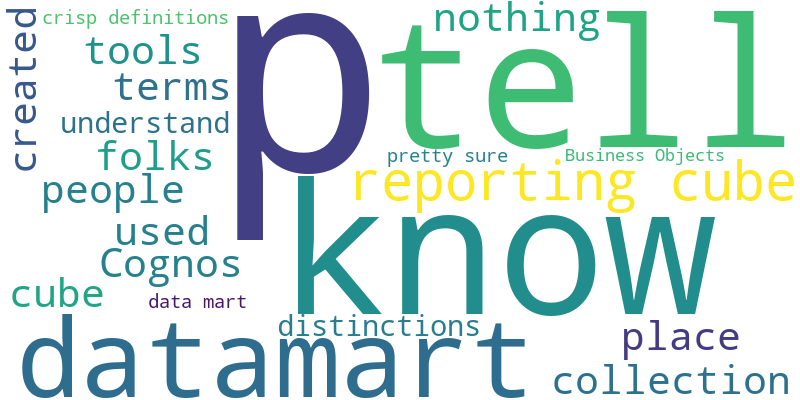 crisp definitions
created
tools
terms
understand
folks
people
used
Cognos
cube
data mart
p
nothing
tell
pretty sure
Business Objects
reporting cube
know
distinctions
datamart
place
collection